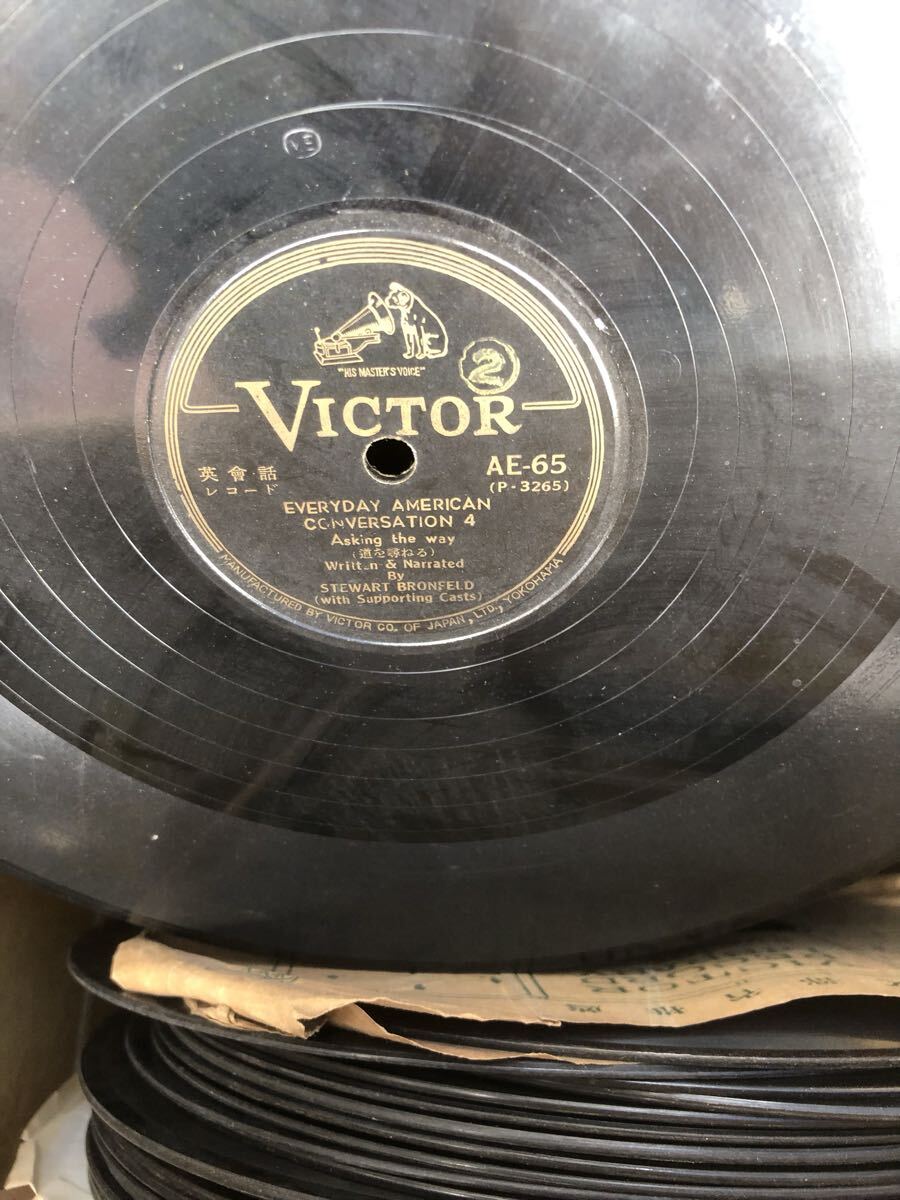 VE
"HIS MASTER'S VOICE"
2
VICTOR
英會話
レコード
AE-65
(P-3265)
EVERYDAY AMERICAN
CONVERSATION 4
Asking the way
(道を尋ねる)
Writt_n & Narrated
By
STEWART BRONFELD
(with Supporting Casts)
MANUFACTURED BY VICTOR CO. OF JAPAN, LTD., YOKOHAMA